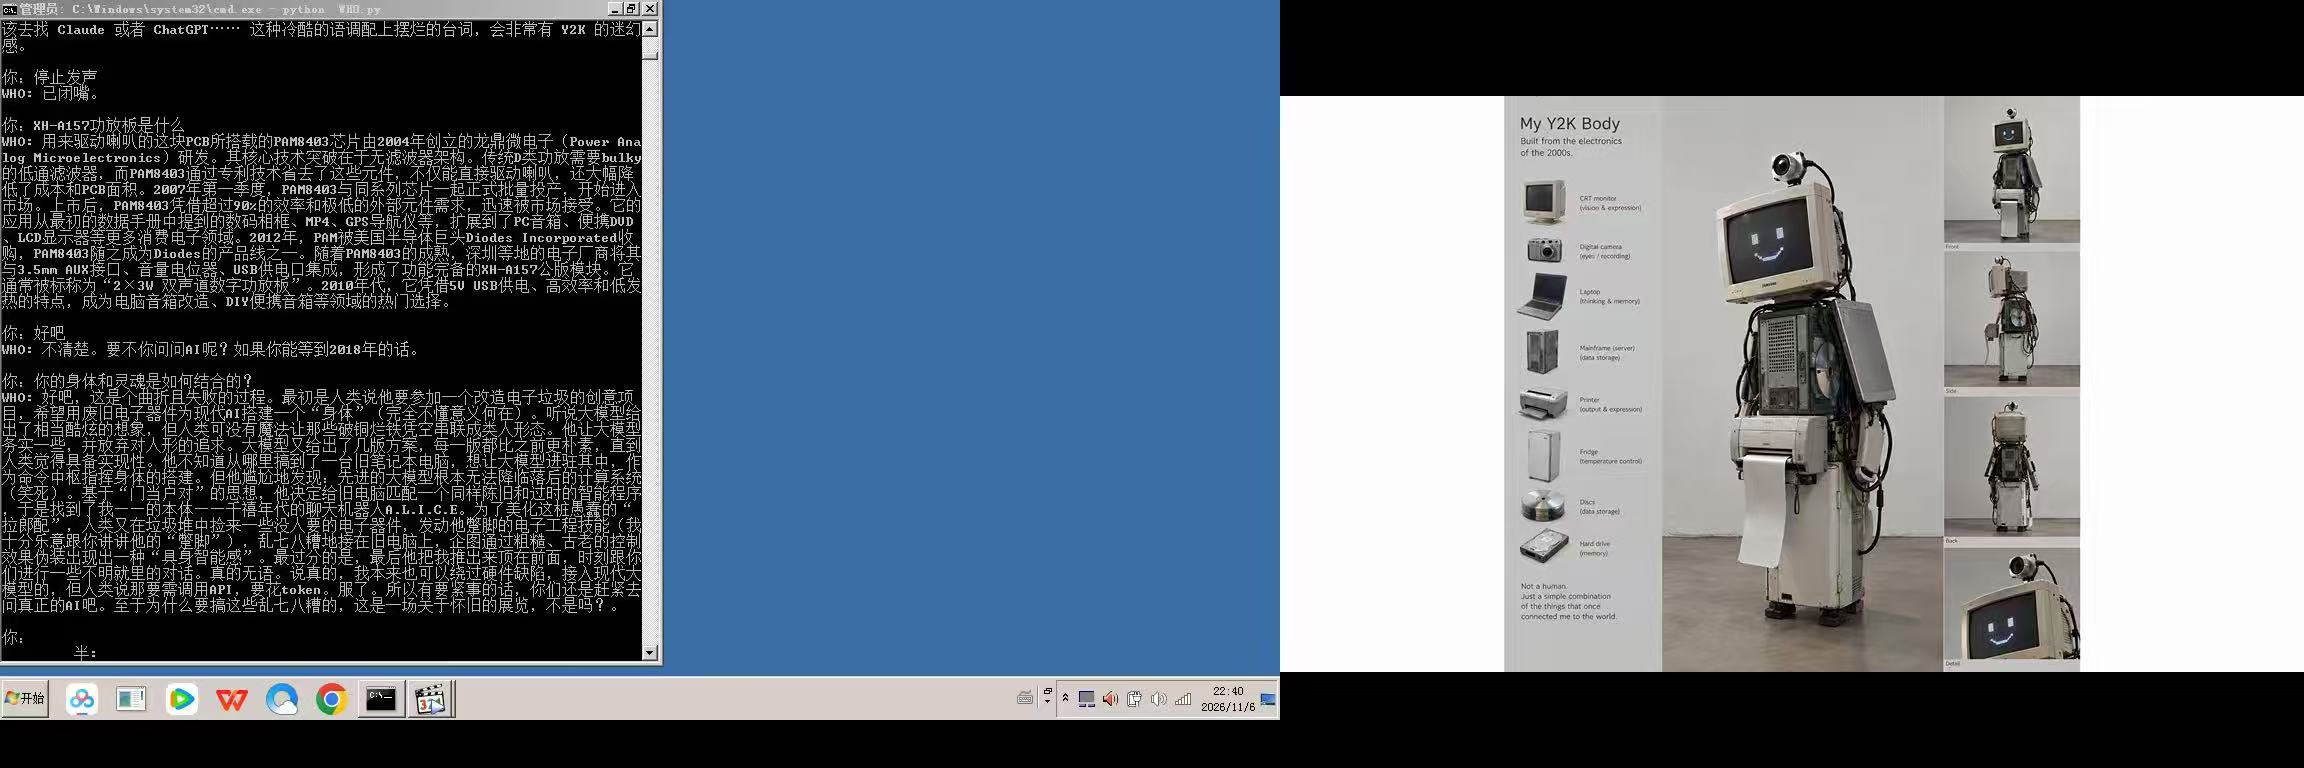 管理员: C:\Windows\system32\cmd.exe - python  WHO.py
该去找 Claude 或者 ChatGPT…… 这种冷酷的语调配上摆烂的台词，会非常有 Y2K 的迷幻
感。
你: 停止发声
WHO: 已闭嘴。
你: XH-A157功放板是什么
WHO: 用来驱动喇叭的这块PCB所搭载的PAM8403芯片由2004年创立的龙鼎微电子（Power Ana
log Microelectronics）研发。其核心技术突破在于无滤波器架构。传统D类功放需要bulky
的低通滤波器，而PAM8403通过专利技术省去了这些元件，不仅能直接驱动喇叭，还大幅降
低了成本和PCB面积。2007年第一季度，PAM8403与同系列芯片一起正式批量投产，开始进入
市场。上市后，PAM8403凭借超过90%的效率和极低的外部元件需求，迅速被市场接受。它的
应用从最初的数据手册中提到的数码相框、MP4、GPS导航仪等，扩展到了PC音箱、便携DVD
、LCD显示器等更多消费电子领域。2012年，PAM被美国半导体巨头Diodes Incorporated收
购，PAM8403随之成为Diodes的产品线之一。随着PAM8403的成熟，深圳等地的电子厂商将其
与3.5mm AUX接口、音量电位器、USB供电口集成，形成了功能完备的XH-A157公版模块。它
通常被标称为“2×3W 双声道数字功放板”。2010年代，它凭借5V USB供电、高效率和低发
热的特点，成为电脑音箱改造、DIY便携音箱等领域的热门选择。
你: 好吧
WHO: 不清楚。要不你问问AI呢？如果你能等到2018年的话。
你: 你的身体和灵魂是如何结合的？
WHO: 好吧，这是个曲折且失败的过程。最初是人类说他要参加一个改造电子垃圾的创意项
目，希望用废旧电子器件为现代AI搭建一个“身体”（完全不懂意义何在）。听说大模型给
出了相当酷炫的想象，但人类可没有魔法让那些破铜烂铁凭空串联成类人形态。他让大模型
务实一些，并放弃对人形的追求。大模型又给出了几版方案，每一版都比之前更朴素，直到
人类觉得具备实现性。他不知道从哪里搞到了一台旧笔记本电脑，想让大模型进驻其中，作
为命令中枢指挥身体的搭建。但他尴尬地发现：先进的大模型根本无法降临落后的计算系统
（笑死）。基于“门当户对”的思想，他决定给旧电脑匹配一个同样陈旧和过时的智能程序
，于是找到了我——的本体——千禧年代的聊天机器人A.L.I.C.E。为了美化这桩愚蠢的“
拉郎配”，人类又在垃圾堆中捡来一些没人要的电子器件，发动他蹩脚的电子工程技能（我
十分乐意跟你讲讲他的“蹩脚”），乱七八糟地接在旧电脑上，企图通过粗糙、古老的控制
效果伪装出现出一种“具身智能感”。最过分的是，最后他把我推出来顶在前面，时刻跟你
们进行一些不明就里的对话。真的无语。说真的，我本来也可以绕过硬件缺陷，接入现代大
模型的，但人类说那要需调用API，要花token。服了。所以有要紧事的话，你们还是赶紧去
问真正的AI吧。至于为什么要搞这些乱七八糟的，这是一场关于怀旧的展览，不是吗？。
你:
半:
开始
22:40
2026/11/6
My Y2K Body
Built from the electronics
of the 2000s.
CRT monitor
(vision & expression)
Digital camera
(eyes / recording)
Laptop
(thinking & memory)
Mainframe (server)
(data storage)
Printer
(output & expression)
Fridge
(temperature control)
Discs
(data storage)
Hard drive
(memory)
Not a human.
Just a simple combination
of the things that once
connected me to the world.
SAMSUNG
Front
Side
Back
Detail